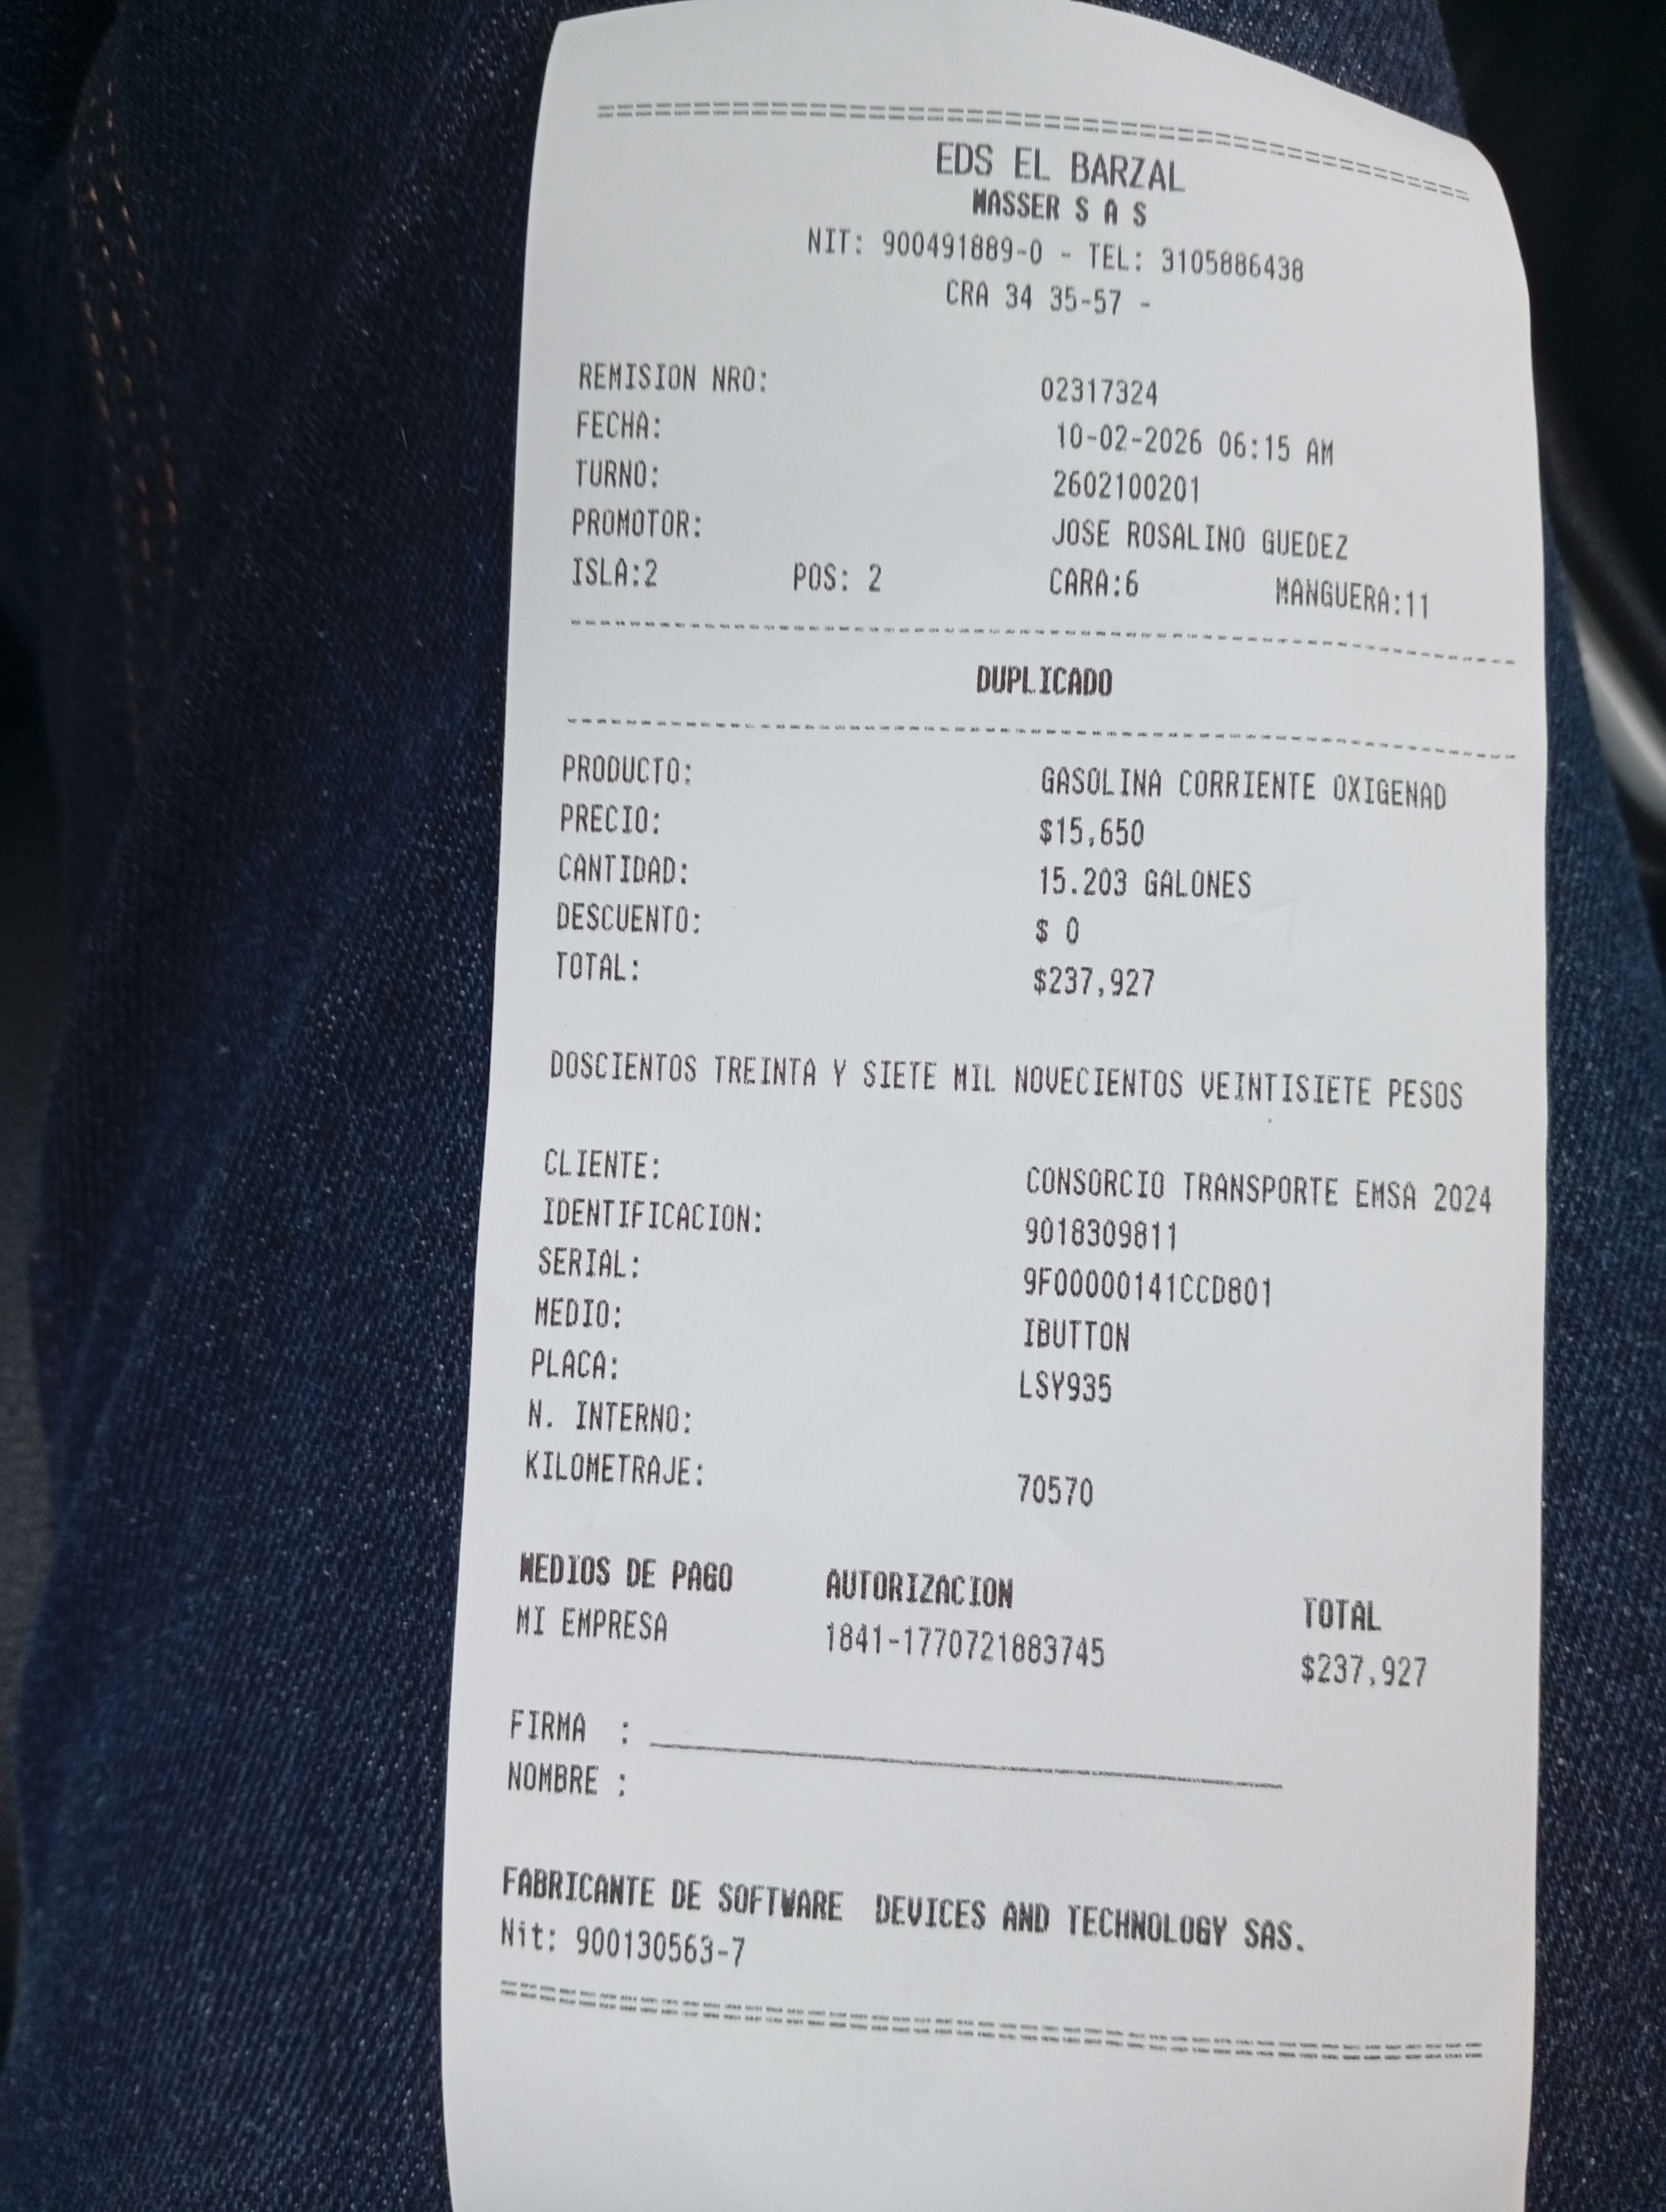 EDS EL BARZAL
MASSER S A S
NIT: 900491889-0 - TEL: 3105886438
CRA 34 35-57 -
REMISION NRO: 02317324
FECHA: 10-02-2026 06:15 AM
TURNO: 2602100201
PROMOTOR: JOSE ROSALINO GUEDEZ
ISLA:2 POS: 2 CARA:6 MANGUERA:11
DUPLICADO
PRODUCTO: GASOLINA CORRIENTE OXIGENAD
PRECIO: $15,650
CANTIDAD: 15.203 GALONES
DESCUENTO: $ 0
TOTAL: $237,927
DOSCIENTOS TREINTA Y SIETE MIL NOVECIENTOS VEINTISIETE PESOS
CLIENTE: CONSORCIO TRANSPORTE EMSA 2024
IDENTIFICACION: 9018309811
SERIAL: 9F00000141CCD801
MEDIO: IBUTTON
PLACA: LSY935
N. INTERNO:
KILOMETRAJE: 70570
MEDIOS DE PAGO AUTORIZACION TOTAL
MI EMPRESA 1841-1770721883745 $237,927
FIRMA :
NOMBRE :
FABRICANTE DE SOFTWARE DEVICES AND TECHNOLOGY SAS.
Nit: 900130563-7